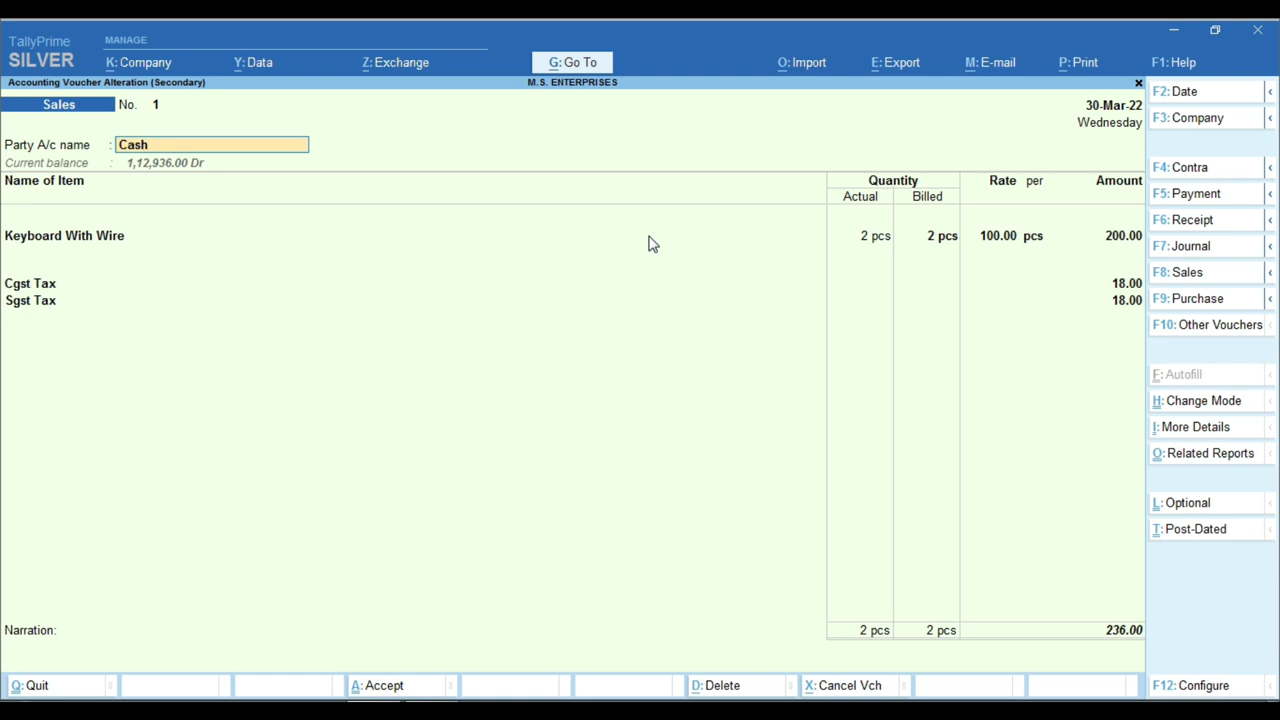 TallyPrime
SILVER
MANAGE
K: Company
Y: Data
Z: Exchange
G: Go To
O: Import
E: Export
M: E-mail
P: Print
F1: Help
Accounting Voucher Alteration (Secondary)
M.S. ENTERPRISES
Sales No. 1
30-Mar-22
Wednesday
Party A/c name : Cash
Current balance : 1,12,936.00 Dr
Name of Item Quantity Rate per Amount
Actual Billed
Keyboard With Wire 2 pcs 2 pcs 100.00 pcs 200.00
Cgst Tax 18.00
Sgst Tax 18.00
Narration: 2 pcs 2 pcs 236.00
F2: Date
F3: Company
F4: Contra
F5: Payment
F6: Receipt
F7: Journal
F8: Sales
F9: Purchase
F10: Other Vouchers
F: Autofill
H: Change Mode
I: More Details
O: Related Reports
L: Optional
T: Post-Dated
Q: Quit
A: Accept
D: Delete
X: Cancel Vch
F12: Configure